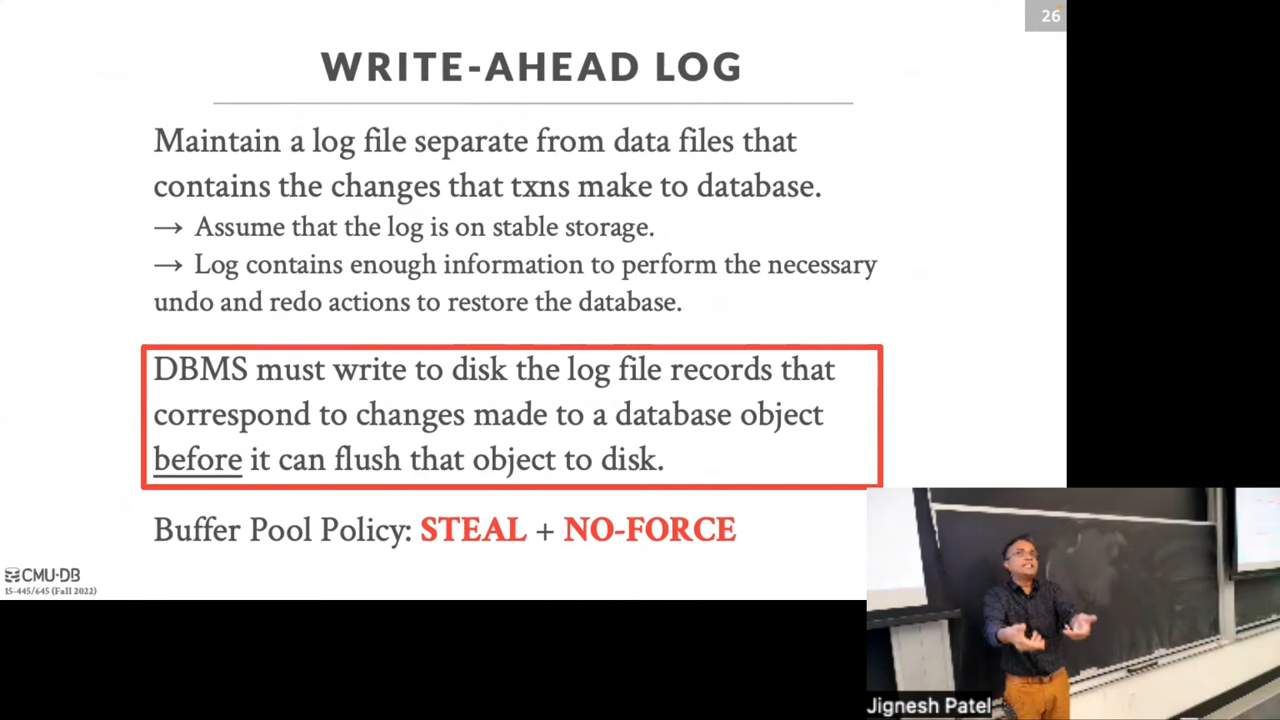 26
WRITE-AHEAD LOG
Maintain a log file separate from data files that
contains the changes that txns make to database.
→ Assume that the log is on stable storage.
→ Log contains enough information to perform the necessary
undo and redo actions to restore the database.
DBMS must write to disk the log file records that
correspond to changes made to a database object
before it can flush that object to disk.
Buffer Pool Policy: STEAL + NO-FORCE
CMU·DB
15-445/645 (Fall 2022)
Jignesh Patel